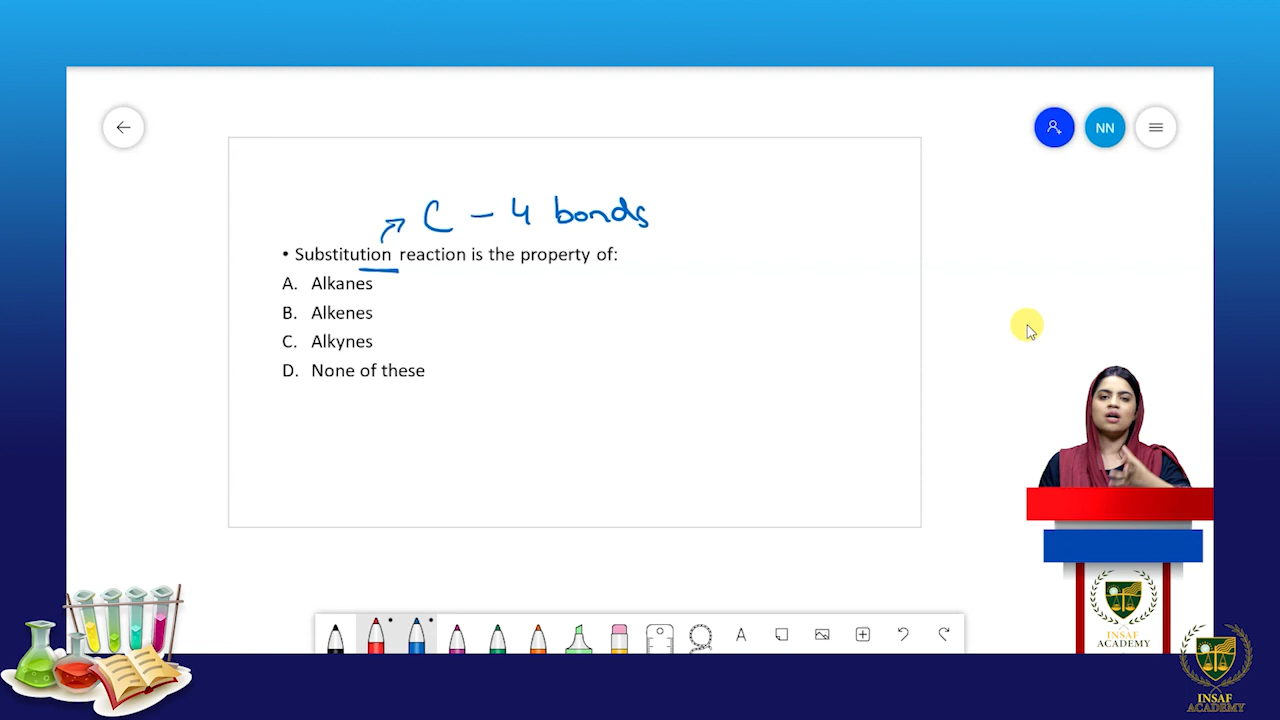 NN
C – 4 bonds
• Substitution reaction is the property of:
A. Alkanes
B. Alkenes
C. Alkynes
D. None of these
A
INSAF
ACADEMY
INSAF
ACADEMY